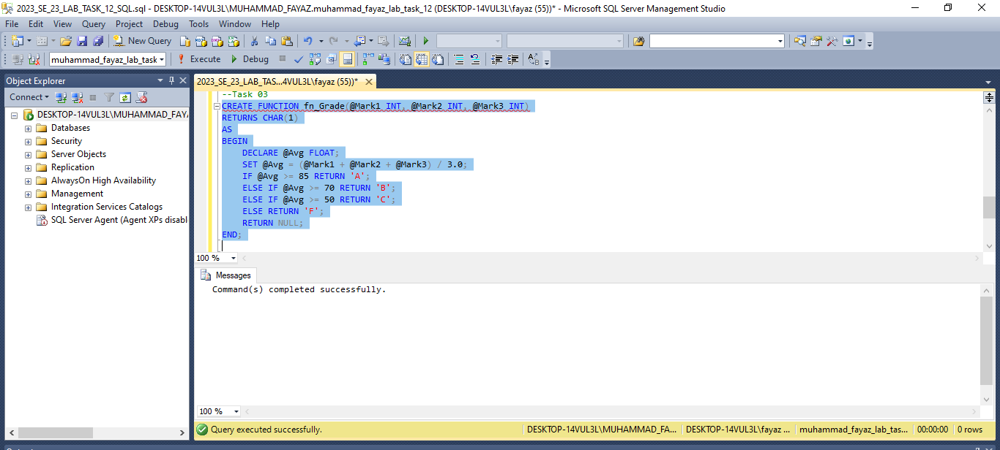 2023_SE_23_LAB_TASK_12_SQL.sql - DESKTOP-14VUL3L\MUHAMMAD_FAYAZ.muhammad_fayaz_lab_task_12 (DESKTOP-14VUL3L\fayaz (55))* - Microsoft SQL Server Management Studio
File Edit View Query Project Debug Tools Window Help
New Query
muhammad_fayaz_lab_task Execute Debug
Object Explorer
2023_SE_23_LAB_TAS...4VUL3L\fayaz (55))*
Connect
DESKTOP-14VUL3L\MUHAMMAD_FAYA
Databases
Security
Server Objects
Replication
AlwaysOn High Availability
Management
Integration Services Catalogs
SQL Server Agent (Agent XPs disabl
--Task 03
CREATE FUNCTION fn_Grade(@Mark1 INT, @Mark2 INT, @Mark3 INT)
RETURNS CHAR(1)
AS
BEGIN
DECLARE @Avg FLOAT;
SET @Avg = (@Mark1 + @Mark2 + @Mark3) / 3.0;
IF @Avg >= 85 RETURN 'A';
ELSE IF @Avg >= 70 RETURN 'B';
ELSE IF @Avg >= 50 RETURN 'C';
ELSE RETURN 'F';
RETURN NULL;
END;
100 %
Messages
Command(s) completed successfully.
100 %
Query executed successfully. DESKTOP-14VUL3L\MUHAMMAD_FA... DESKTOP-14VUL3L\fayaz ... muhammad_fayaz_lab_tas... 00:00:00 0 rows